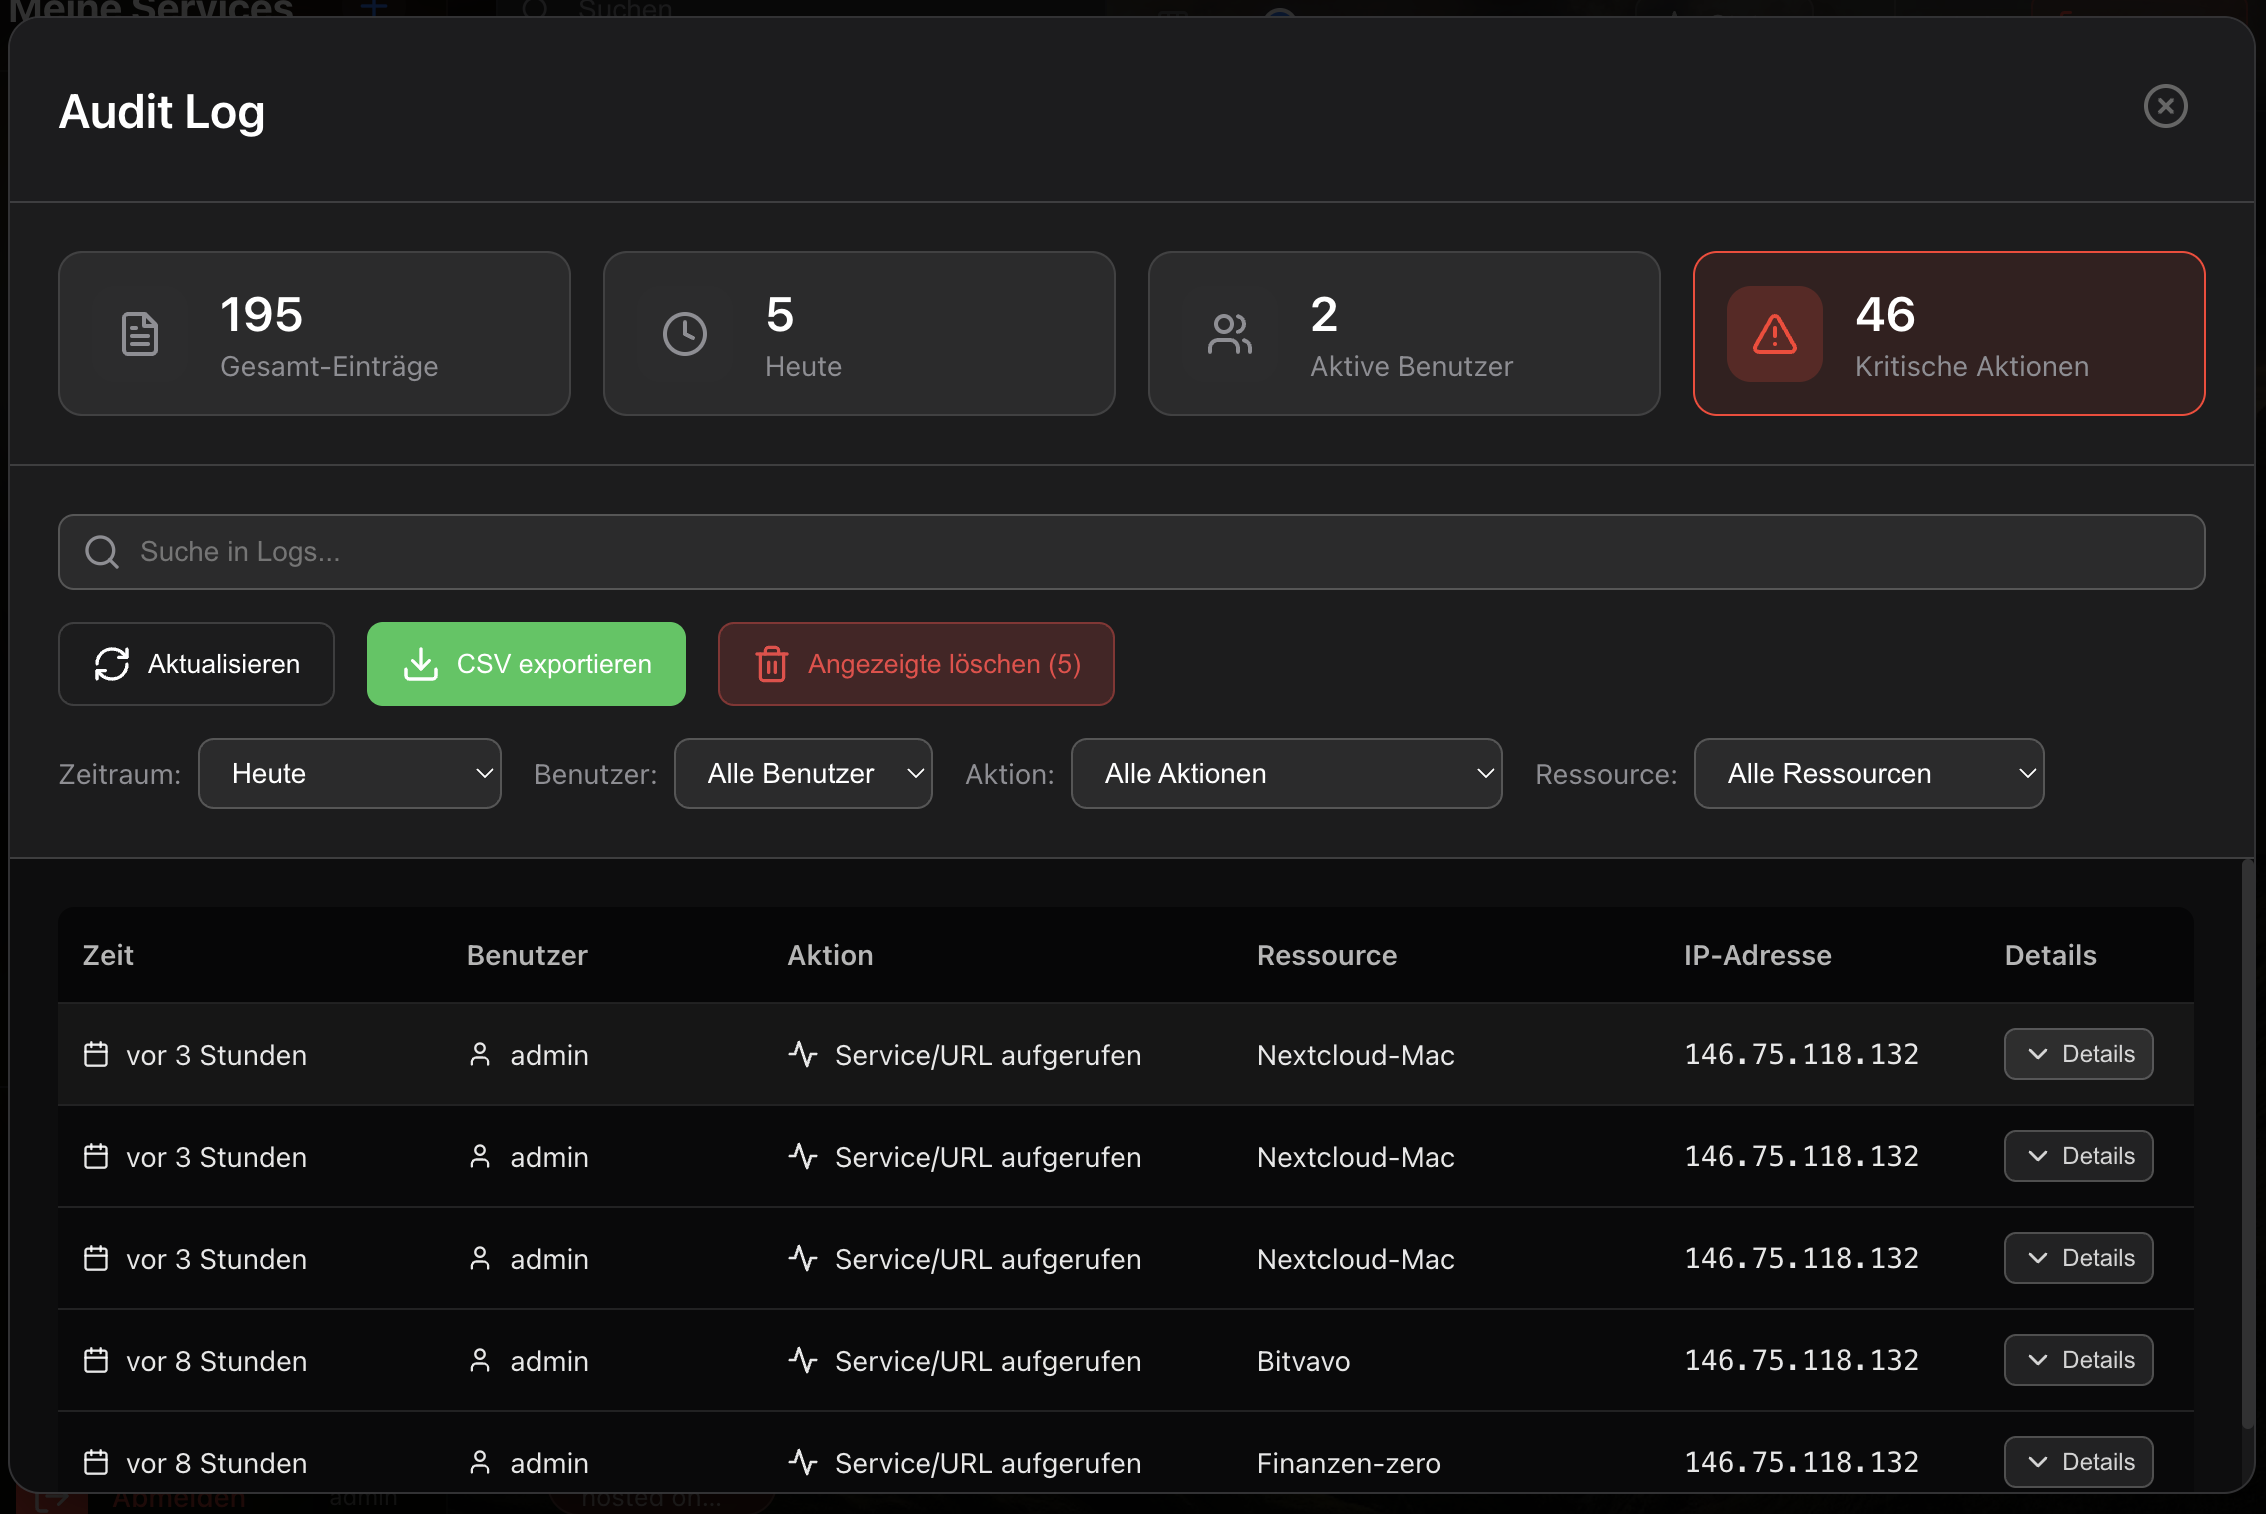 Meine Services
Suchen
Audit Log
195
Gesamt-Einträge
5
Heute
2
Aktive Benutzer
46
Kritische Aktionen
Suche in Logs...
Aktualisieren
CSV exportieren
Angezeigte löschen (5)
Zeitraum: Heute Benutzer: Alle Benutzer Aktion: Alle Aktionen Ressource: Alle Ressourcen
Zeit Benutzer Aktion Ressource IP-Adresse Details
vor 3 Stunden admin Service/URL aufgerufen Nextcloud-Mac 146.75.118.132 Details
vor 3 Stunden admin Service/URL aufgerufen Nextcloud-Mac 146.75.118.132 Details
vor 3 Stunden admin Service/URL aufgerufen Nextcloud-Mac 146.75.118.132 Details
vor 8 Stunden admin Service/URL aufgerufen Bitvavo 146.75.118.132 Details
vor 8 Stunden admin Service/URL aufgerufen Finanzen-zero 146.75.118.132 Details
Abmelden admin hosted on...